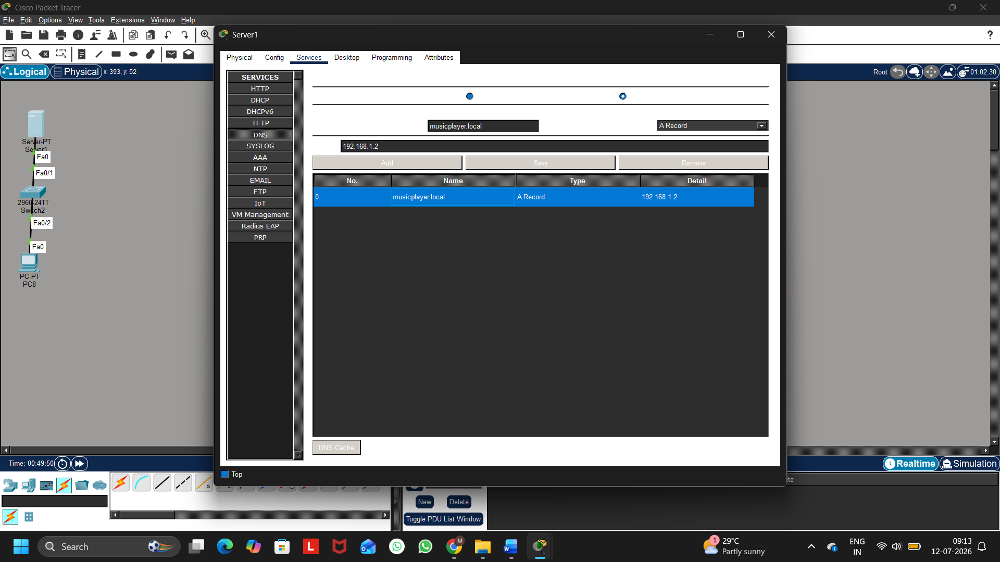 Cisco Packet Tracer
File Edit Options View Tools Extensions Window Help
Server1
Physical Config Services Desktop Programming Attributes
Logical Physical x: 393, y: 52
Root 01:02:30
SERVICES
HTTP
DHCP
DHCPv6
TFTP
DNS
SYSLOG
AAA
NTP
EMAIL
FTP
IoT
VM Management
Radius EAP
PRP
musicplayer.local A Record
192.168.1.2
Add Save Remove
No. Name Type Detail
0 musicplayer.local A Record 192.168.1.2
DNS Cache
Top
Server-PT
Server1
Fa0
Fa0/1
2960-24TT
Switch2
Fa0/2
Fa0
PC-PT
PC8
Time: 00:49:50
Realtime Simulation
New Delete
Toggle PDU List Window
Search
1
29°C
Partly sunny
ENG
IN
09:13
12-07-2026